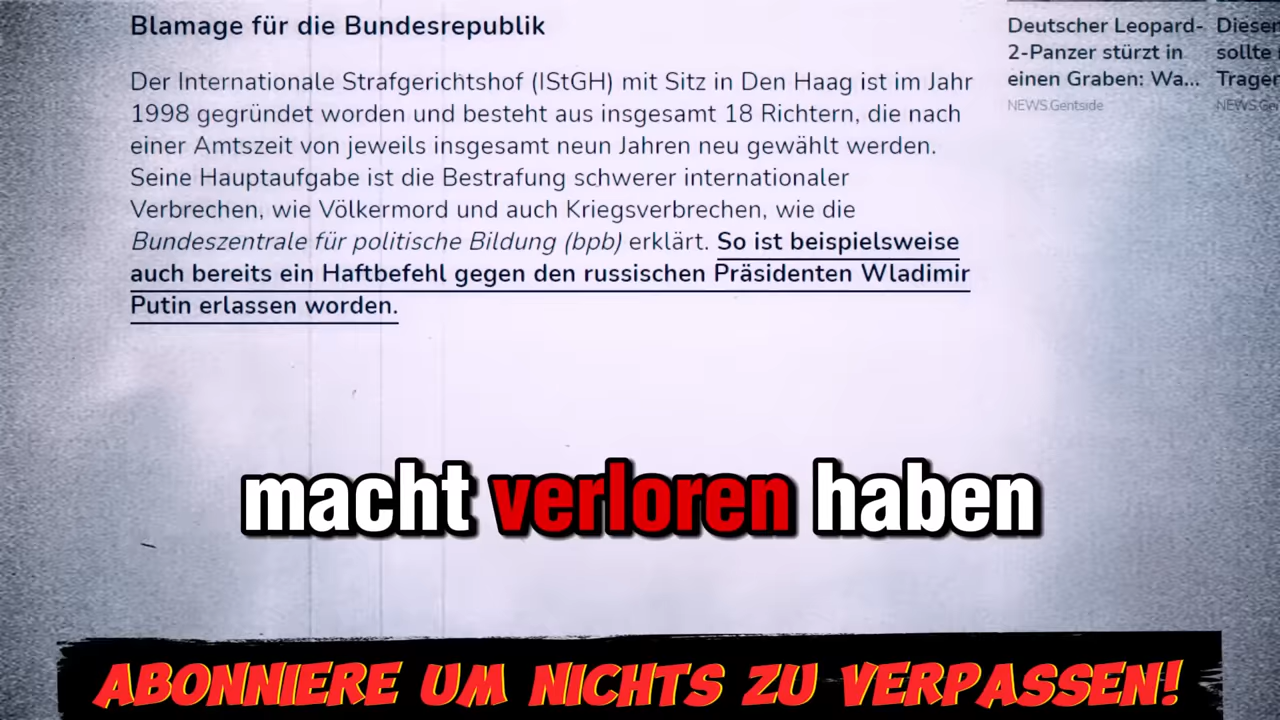 Blamage für die Bundesrepublik
Der Internationale Strafgerichtshof (IStGH) mit Sitz in Den Haag ist im Jahr
1998 gegründet worden und besteht aus insgesamt 18 Richtern, die nach
einer Amtszeit von jeweils insgesamt neun Jahren neu gewählt werden.
Seine Hauptaufgabe ist die Bestrafung schwerer internationaler
Verbrechen, wie Völkermord und auch Kriegsverbrechen, wie die
Bundeszentrale für politische Bildung (bpb) erklärt. So ist beispielsweise
auch bereits ein Haftbefehl gegen den russischen Präsidenten Wladimir
Putin erlassen worden.
Deutscher Leopard-
2-Panzer stürzt in
einen Graben: Wa...
NEWS.Gentside
Diesen
sollte
Tragen
NEWS.Ge
macht verloren haben
ABONNIERE UM NICHTS ZU VERPASSEN!